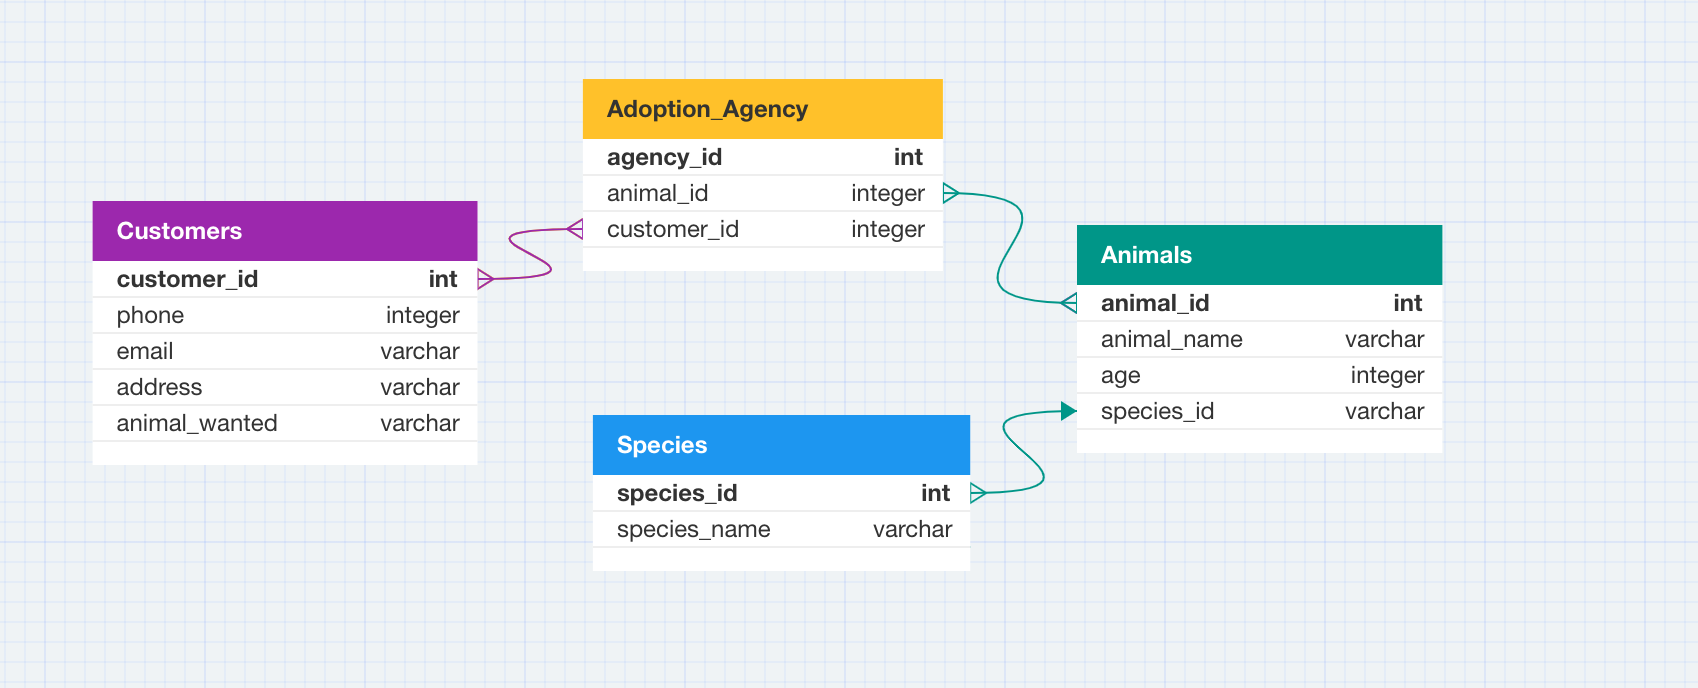 Adoption_Agency
agency_id int
animal_id integer
customer_id integer
Customers
customer_id int
phone integer
email varchar
address varchar
animal_wanted varchar
Animals
animal_id int
animal_name varchar
age integer
species_id varchar
Species
species_id int
species_name varchar